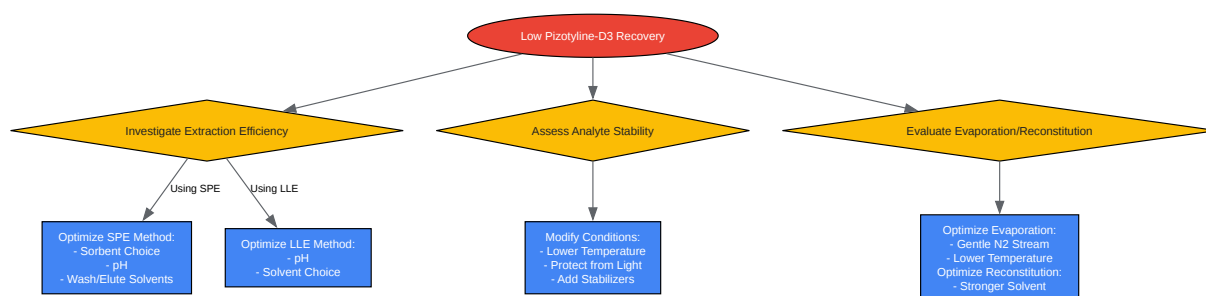 Low Pizotyline-D3 Recovery
Investigate Extraction Efficiency
Assess Analyte Stability
Evaluate Evaporation/Reconstitution
Using SPE
Using LLE
Optimize SPE Method:
- Sorbent Choice
- pH
- Wash/Elute Solvents
Optimize LLE Method:
- pH
- Solvent Choice
Modify Conditions:
- Lower Temperature
- Protect from Light
- Add Stabilizers
Optimize Evaporation:
- Gentle N2 Stream
- Lower Temperature
Optimize Reconstitution:
- Stronger Solvent